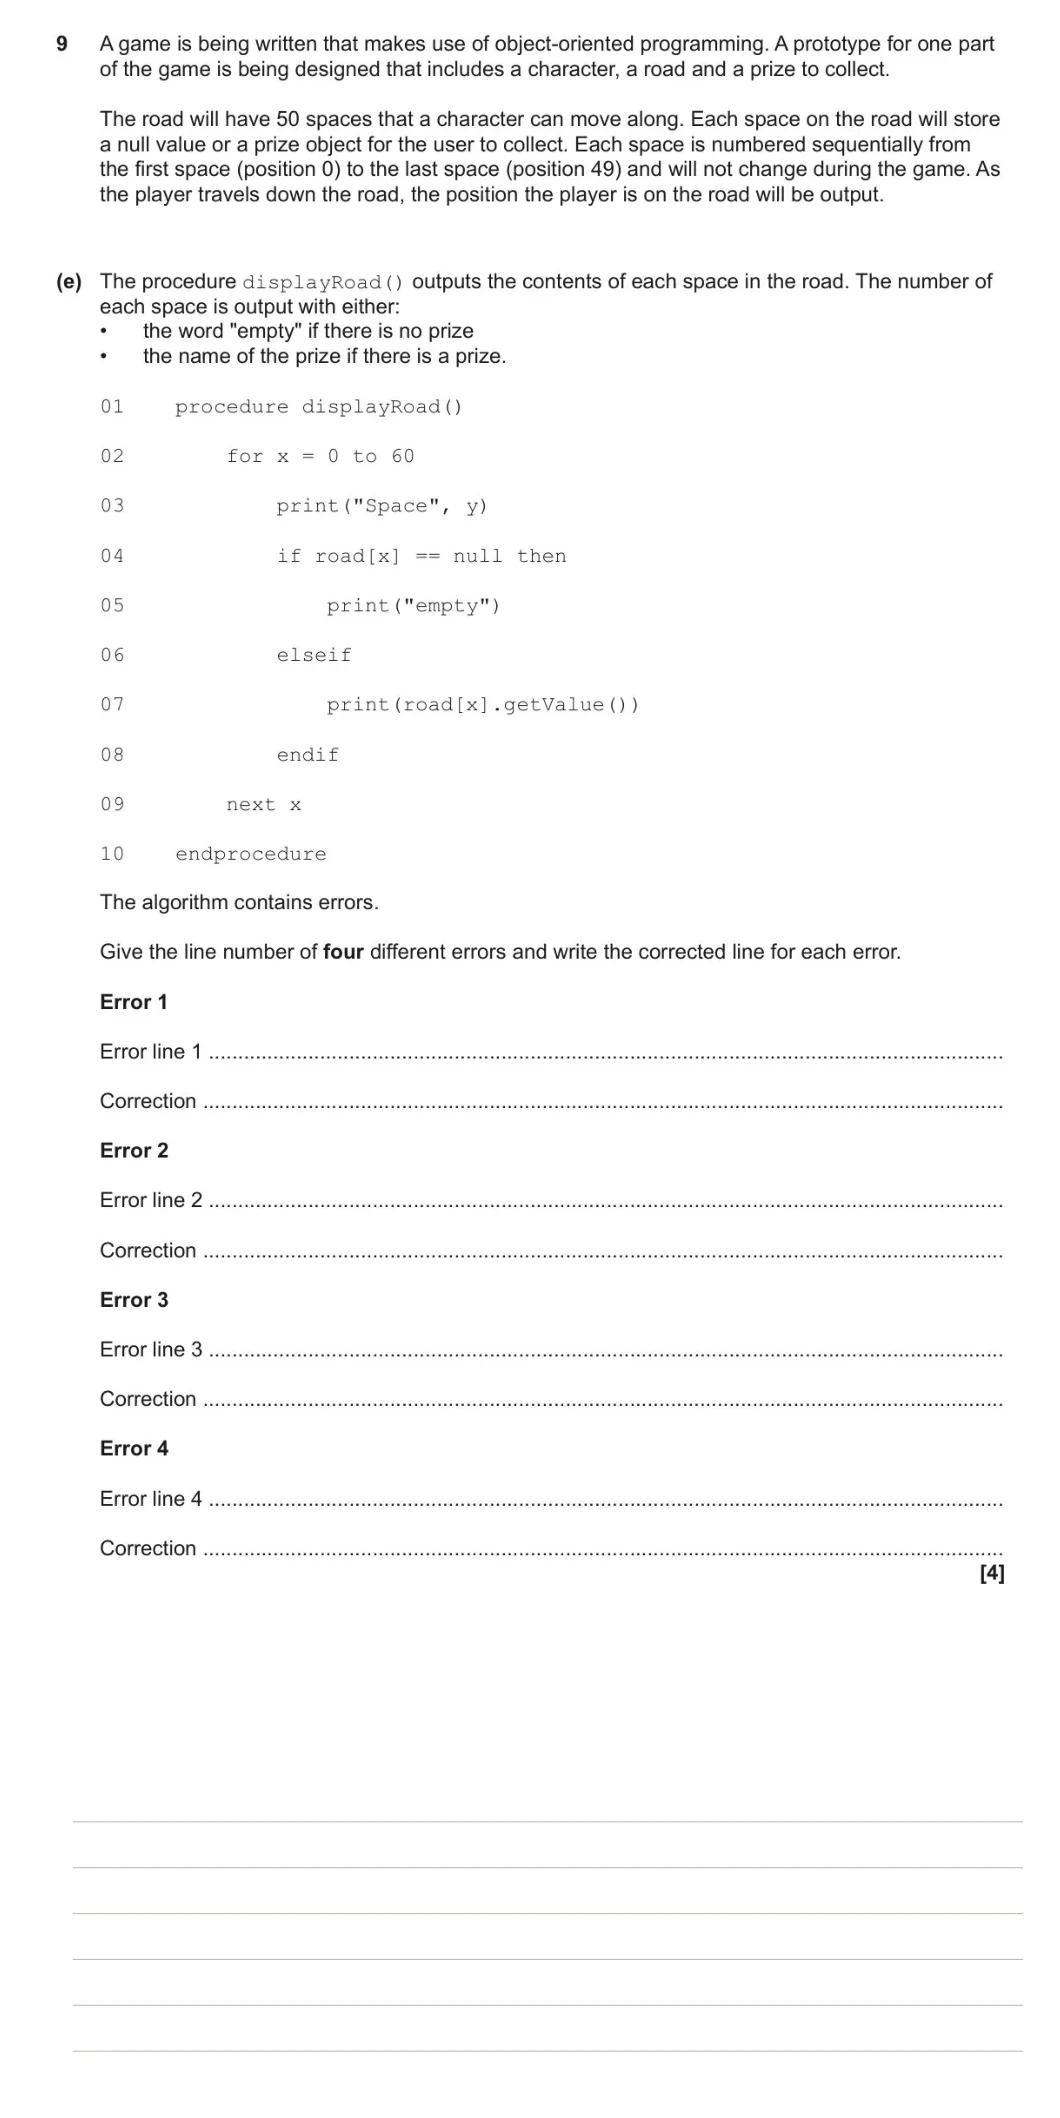 9 A game is being written that makes use of object-oriented programming. A prototype for one part
of the game is being designed that includes a character, a road and a prize to collect.
The road will have 50 spaces that a character can move along. Each space on the road will store
a null value or a prize object for the user to collect. Each space is numbered sequentially from
the first space (position 0) to the last space (position 49) and will not change during the game. As
the player travels down the road, the position the player is on the road will be output.
(e) The procedure displayRoad() outputs the contents of each space in the road. The number of
each space is output with either:
• the word "empty" if there is no prize
• the name of the prize if there is a prize.
01 procedure displayRoad()
02 for x = 0 to 60
03 print("Space", y)
04 if road[x] == null then
05 print("empty")
06 elseif
07 print(road[x].getValue())
08 endif
09 next x
10 endprocedure
The algorithm contains errors.
Give the line number of four different errors and write the corrected line for each error.
Error 1
Error line 1
Correction
Error 2
Error line 2
Correction
Error 3
Error line 3
Correction
Error 4
Error line 4
Correction
[4]